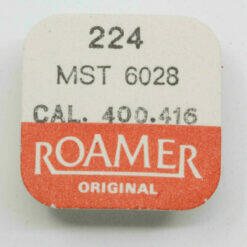 224
MST 6028
CAL. 400.416
ROAMER
ORIGINAL